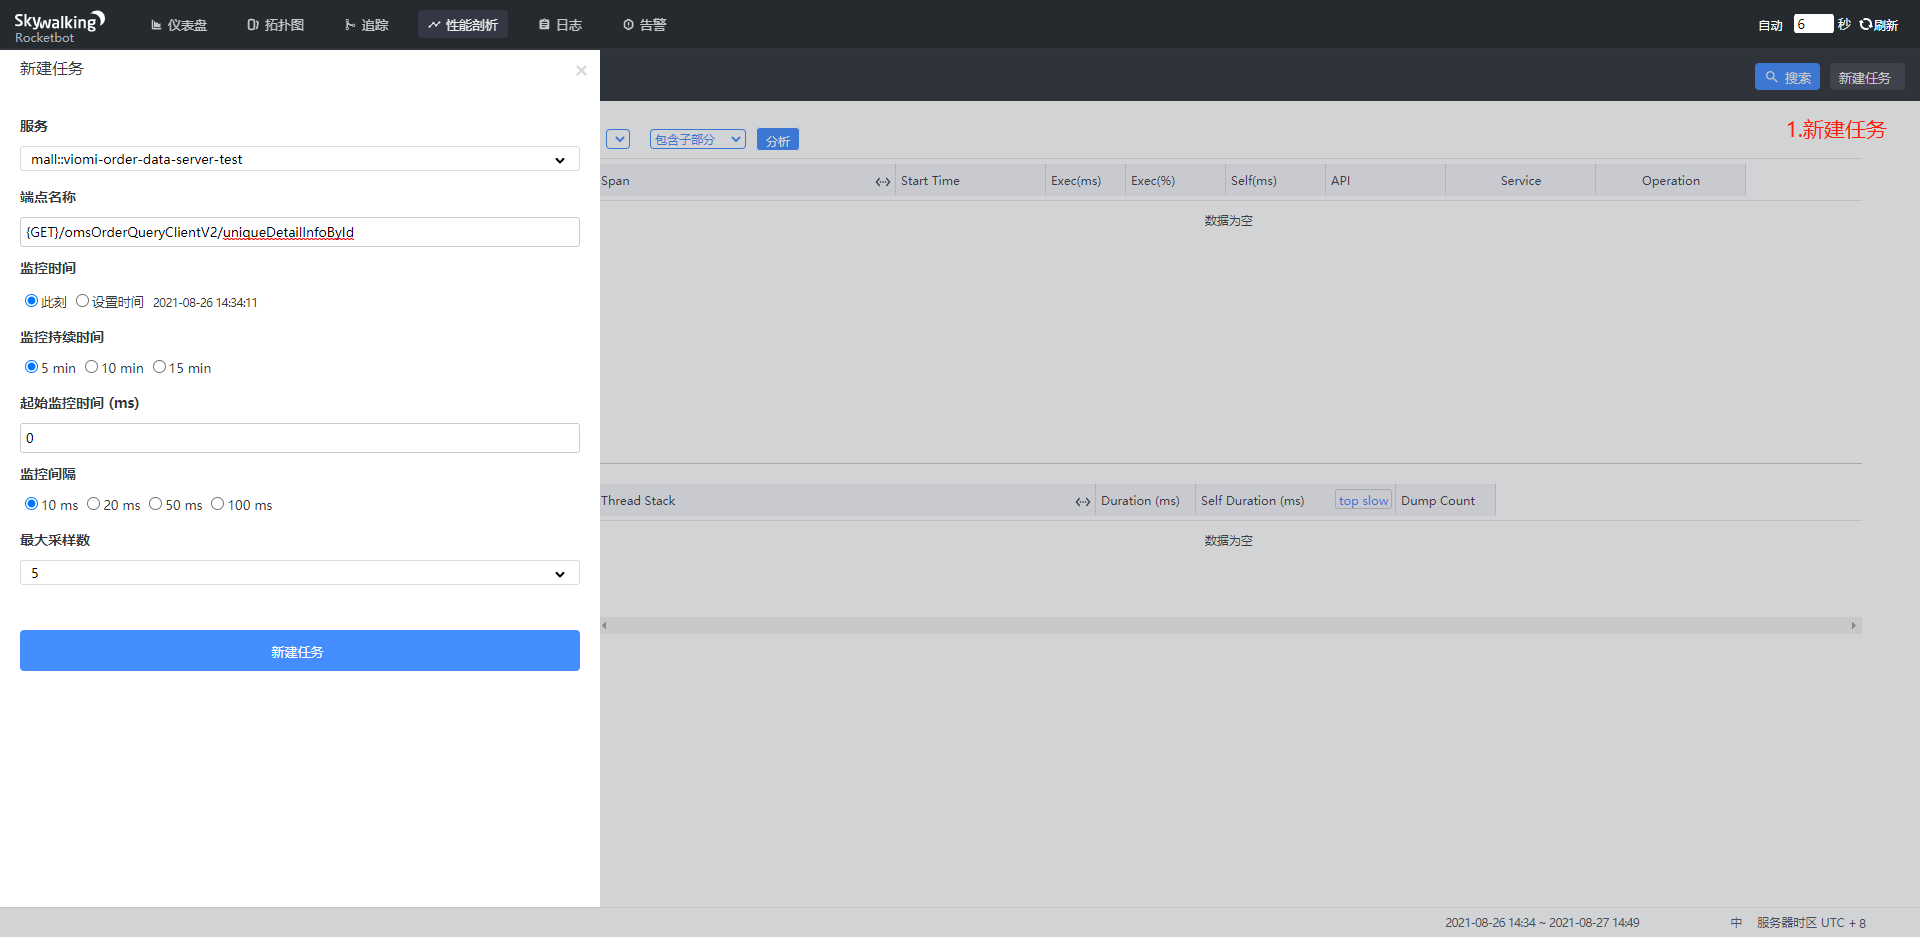 Skywalking
Rocketbot
仪表盘
拓扑图
追踪
性能剖析
日志
告警
自动 6 秒 刷新
新建任务
搜索
新建任务
服务
mall::viomi-order-data-server-test
端点名称
{GET}/omsOrderQueryClientV2/uniqueDetailInfoById
监控时间
此刻 设置时间 2021-08-26 14:34:11
监控持续时间
5 min 10 min 15 min
起始监控时间 (ms)
0
监控间隔
10 ms 20 ms 50 ms 100 ms
最大采样数
5
新建任务
1.新建任务
包含子部分 分析
Span Start Time Exec(ms) Exec(%) Self(ms) API Service Operation
数据为空
Thread Stack Duration (ms) Self Duration (ms) top slow Dump Count
数据为空
2021-08-26 14:34 ~ 2021-08-27 14:49 中 服务器时区 UTC + 8